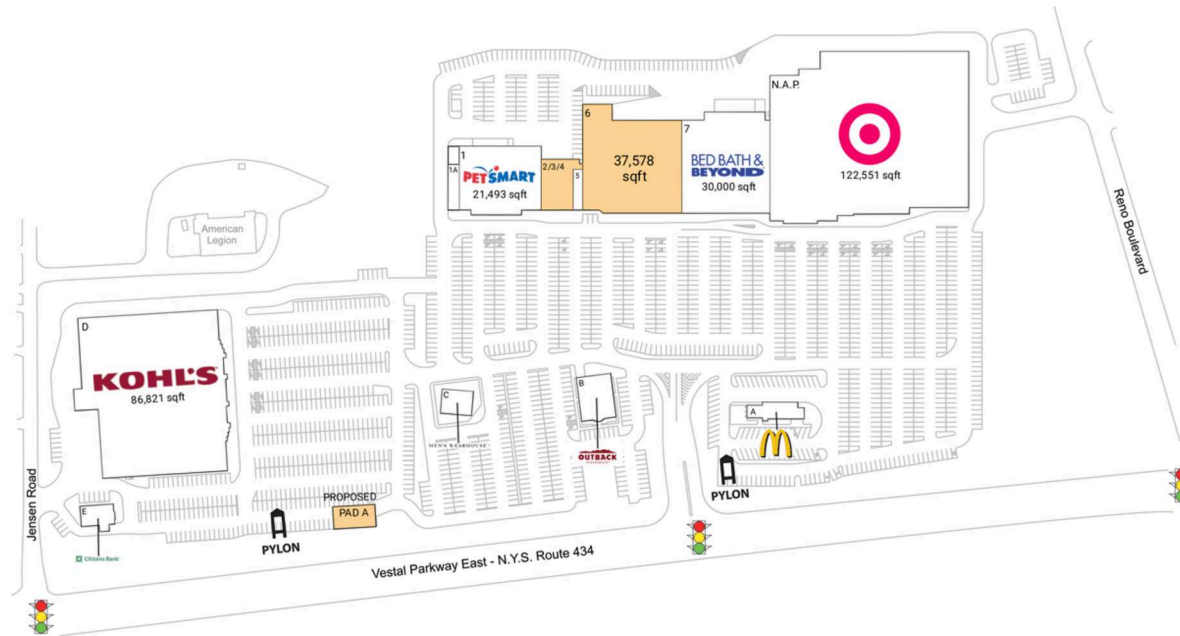 N.A.P.
122,551 sqft
6
37,578
sqft
7
BED BATH &
BEYOND
30,000 sqft
1
1A
PETSMART
21,493 sqft
2/3/4
5
American
Legion
Reno Boulevard
D
KOHL'S
86,821 sqft
C
MEN'S WEARHOUSE
B
OUTBACK
A
PYLON
E
Citizens Bank
PROPOSED
PAD A
PYLON
Jensen Road
Vestal Parkway East - N.Y.S. Route 434